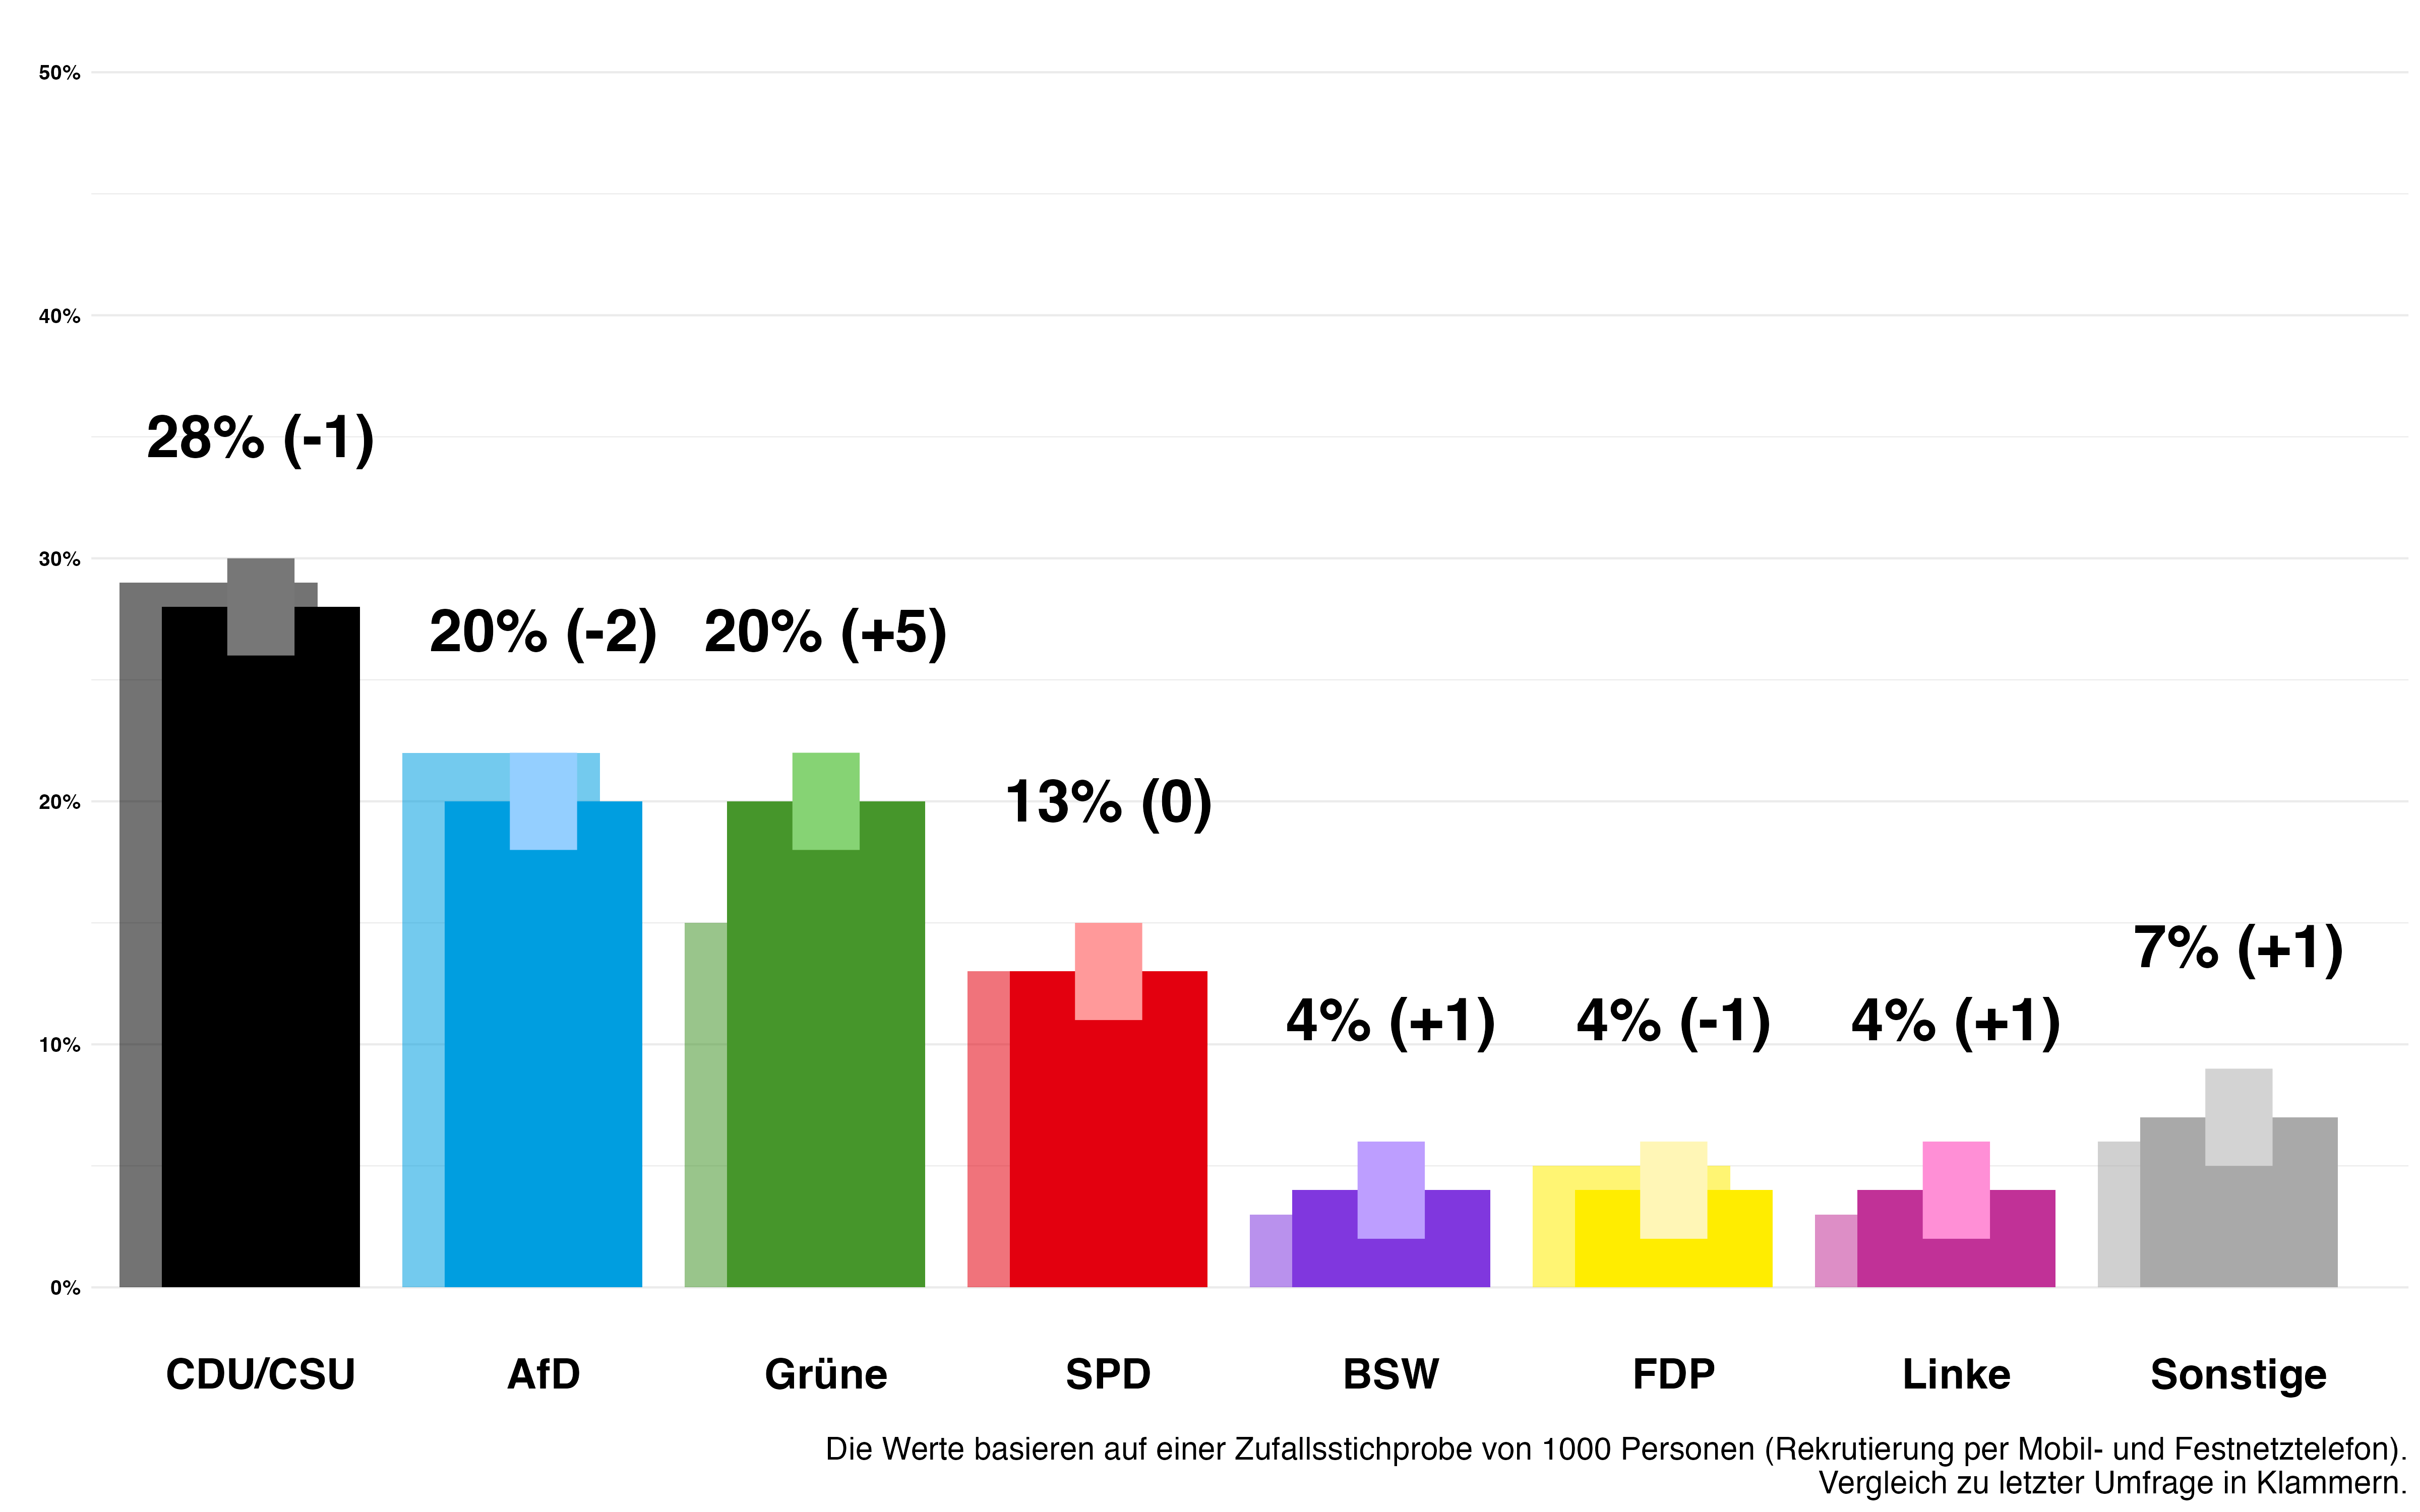 50%
40%
28% (-1)
30%
20% (-2) 20% (+5)
20%
13% (0)
7% (+1)
10%
4% (+1) 4% (-1) 4% (+1)
0%
CDU/CSU AfD Grüne SPD BSW FDP Linke Sonstige
Die Werte basieren auf einer Zufallsstichprobe von 1000 Personen (Rekrutierung per Mobil- und Festnetztelefon).
Vergleich zu letzter Umfrage in Klammern.